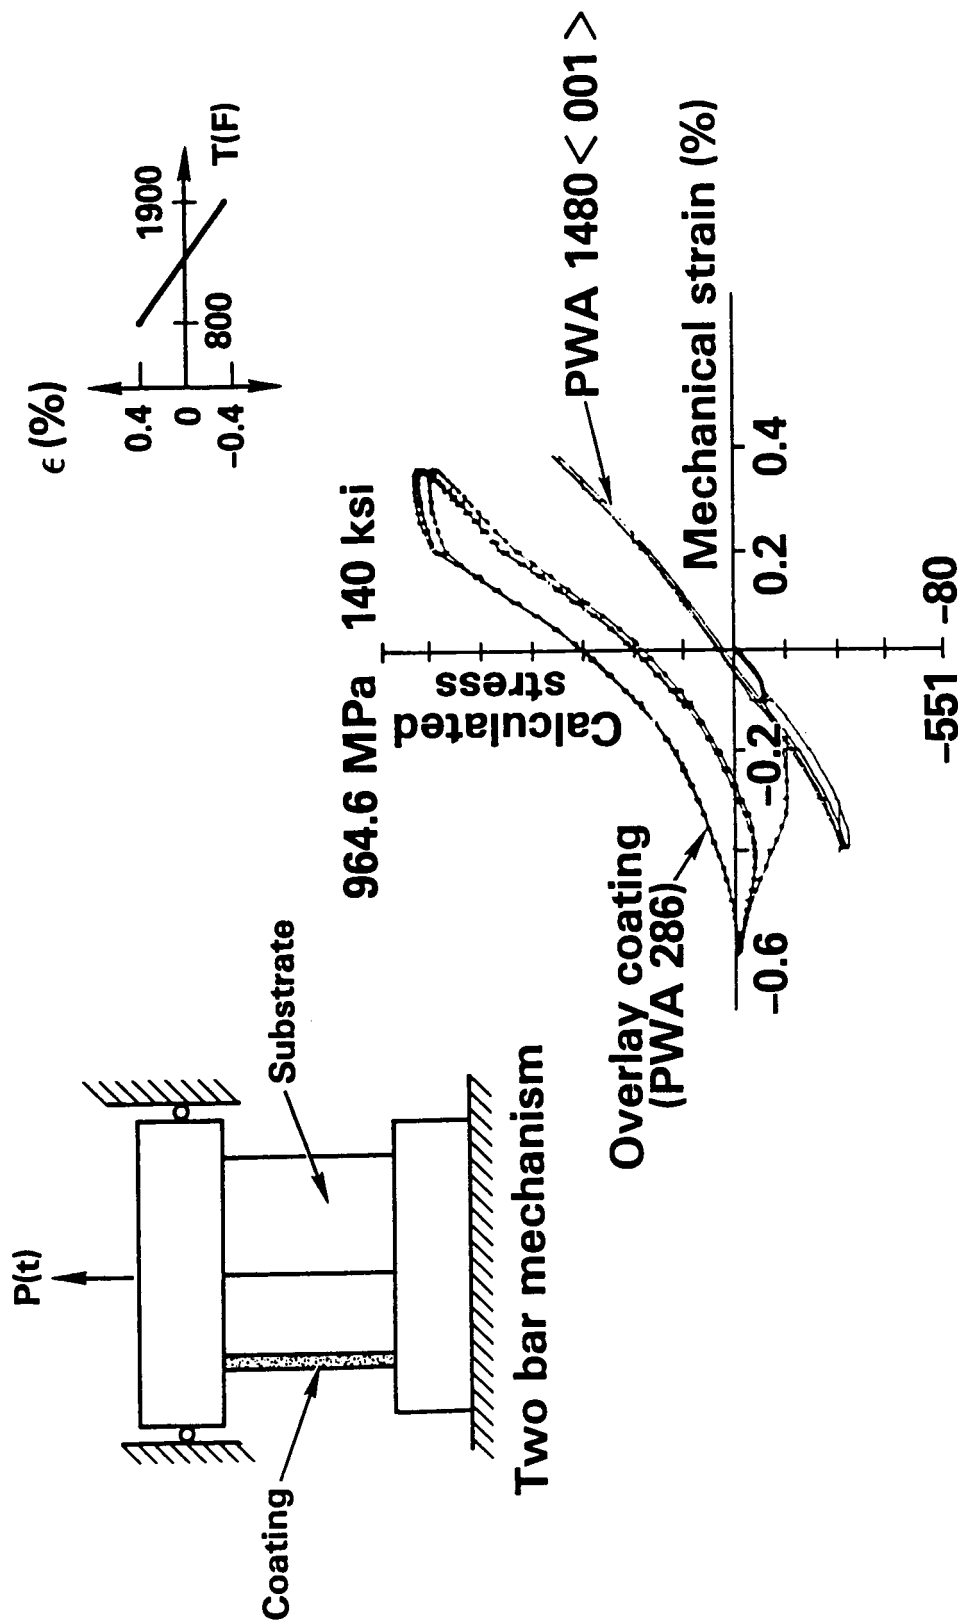 P(t)
Substrate
Coating
Two bar mechanism
ϵ (%)
0.4
0
−0.4
800
1900
T(F)
964.6 MPa 140 ksi
Calculated
stress
Overlay coating
(PWA 286)
PWA 1480 < 001 >
Mechanical strain (%)
−0.6
−0.2
0.2
0.4
−551 −80